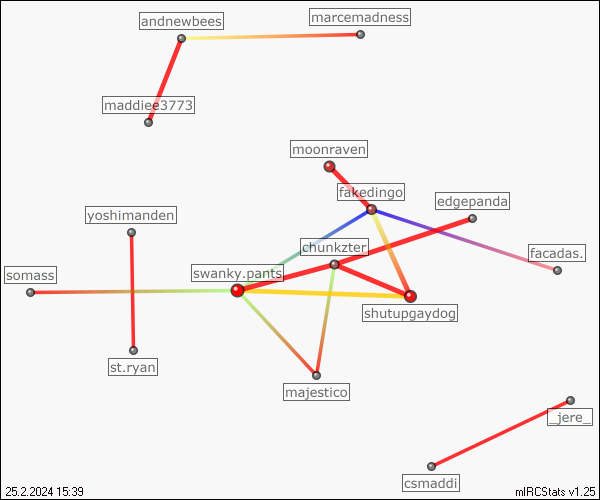 marcemadness
andnewbees
maddiee3773
moonraven
fakedingo
edgepanda
yoshimanden
chunkzter
facadas.
somass
swanky.pants
shutupgaydog
st.ryan
majestico
_jere_
csmaddi
25.2.2024 15:39
mIRCStats v1.25